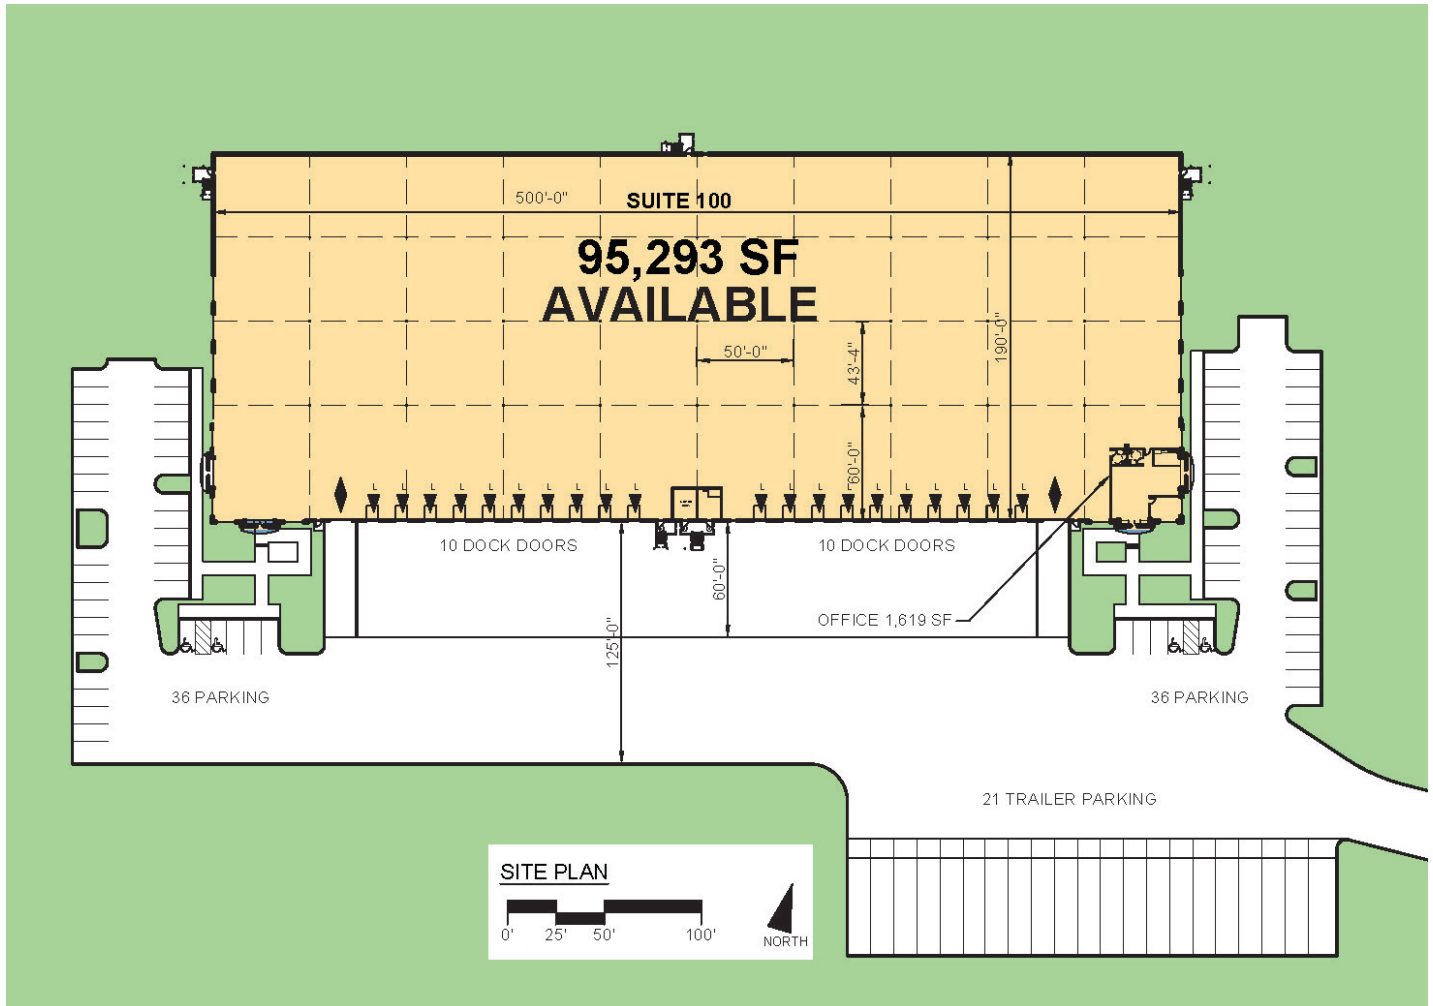 500'-0"
SUITE 100
95,293 SF
AVAILABLE
190'-0"
50'-0"
43'-4"
60'-0"
L L L L L L L L L L
L L L L L L L L L L
10 DOCK DOORS
10 DOCK DOORS
60'-0"
OFFICE 1,619 SF
125'-0"
36 PARKING
36 PARKING
21 TRAILER PARKING
SITE PLAN
0' 25' 50' 100'
NORTH